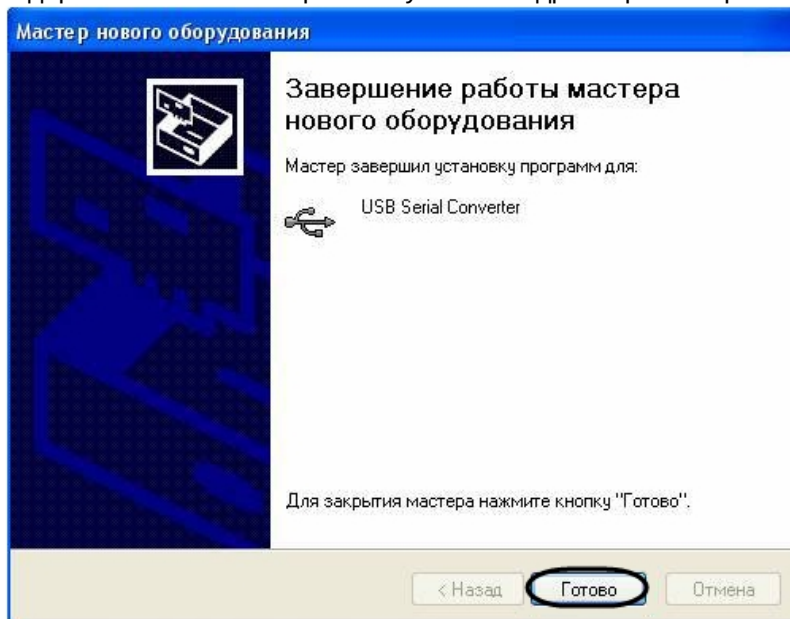 Мастер нового оборудования
Завершение работы мастера
нового оборудования
Мастер завершил установку программ для:
USB Serial Converter
Для закрытия мастера нажмите кнопку "Готово".
< Назад
Готово
Отмена